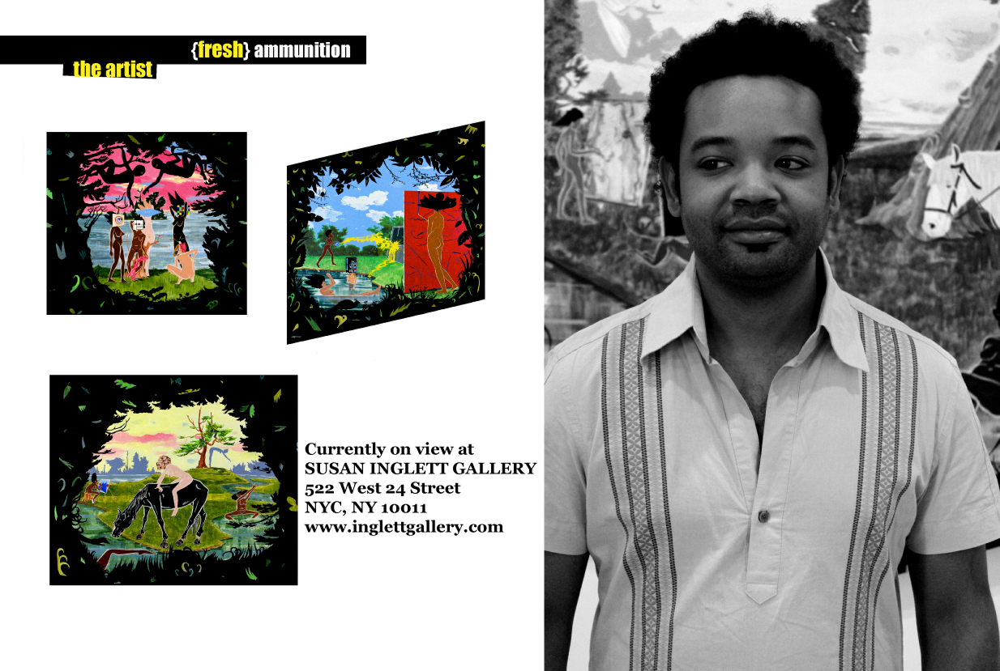 {fresh} ammunition
the artist
Currently on view at
SUSAN INGLETT GALLERY
522 West 24 Street
NYC, NY 10011
www.inglettgallery.com